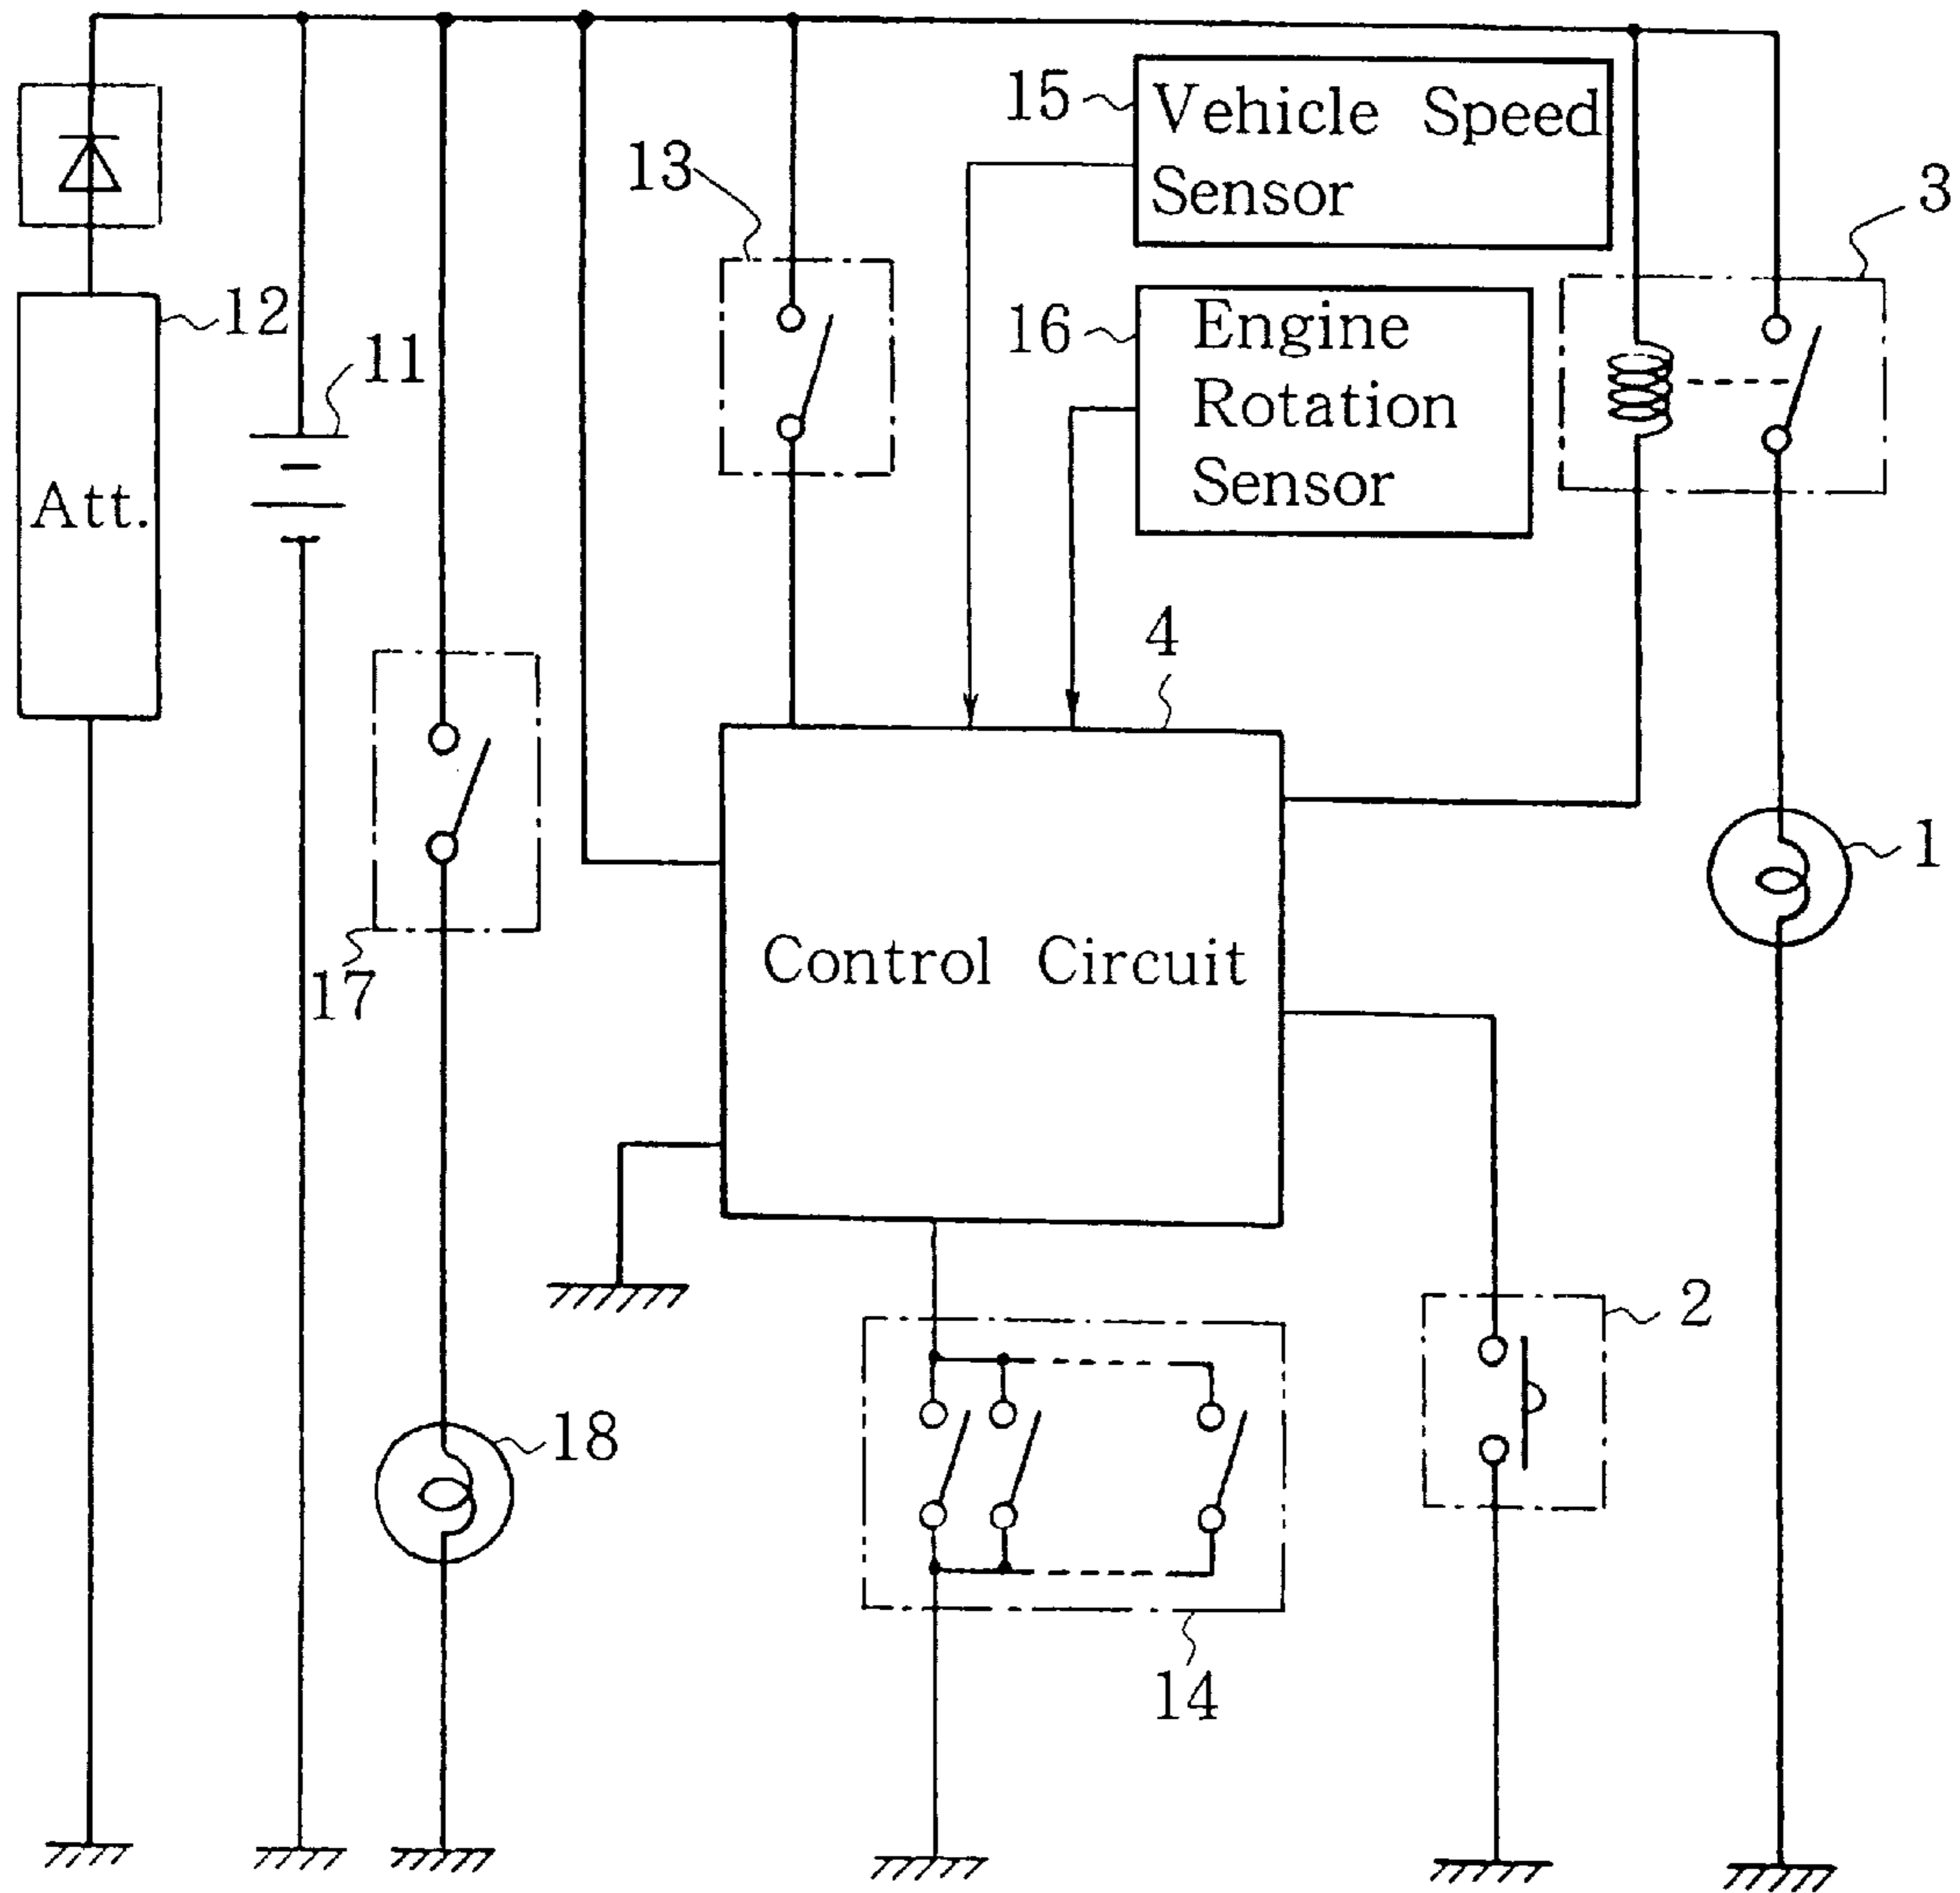 15
Vehicle Speed
Sensor
13
3
12
16
Engine
Rotation
Sensor
11
Att.
4
1
Control Circuit
17
2
18
14